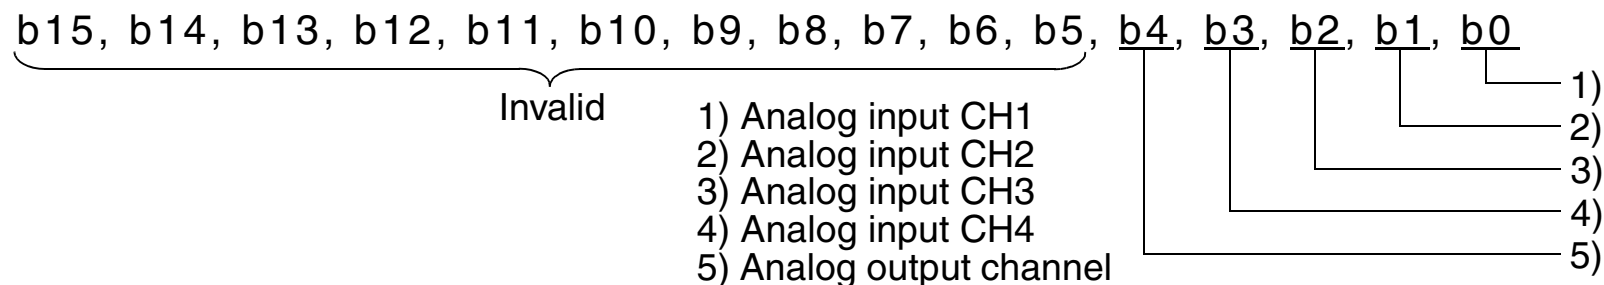 b15, b14, b13, b12, b11, b10, b9, b8, b7, b6, b5, b4, b3, b2, b1, b0
Invalid
1)
2)
3)
4)
5)
1) Analog input CH1
2) Analog input CH2
3) Analog input CH3
4) Analog input CH4
5) Analog output channel